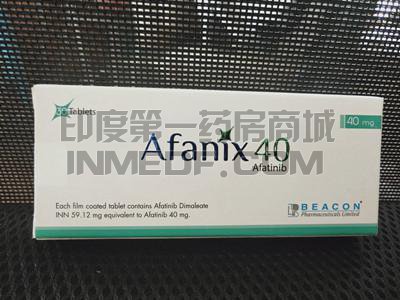 Tablets
印度第一药房商城
40 mg
INMEDP.COM
Afanix 40
Afatinib
Each film coated tablet contains Afatinib Dimaleate
INN 59.12 mg equivalent to Afatinib 40 mg.
BEACON
Pharmaceuticals Limited